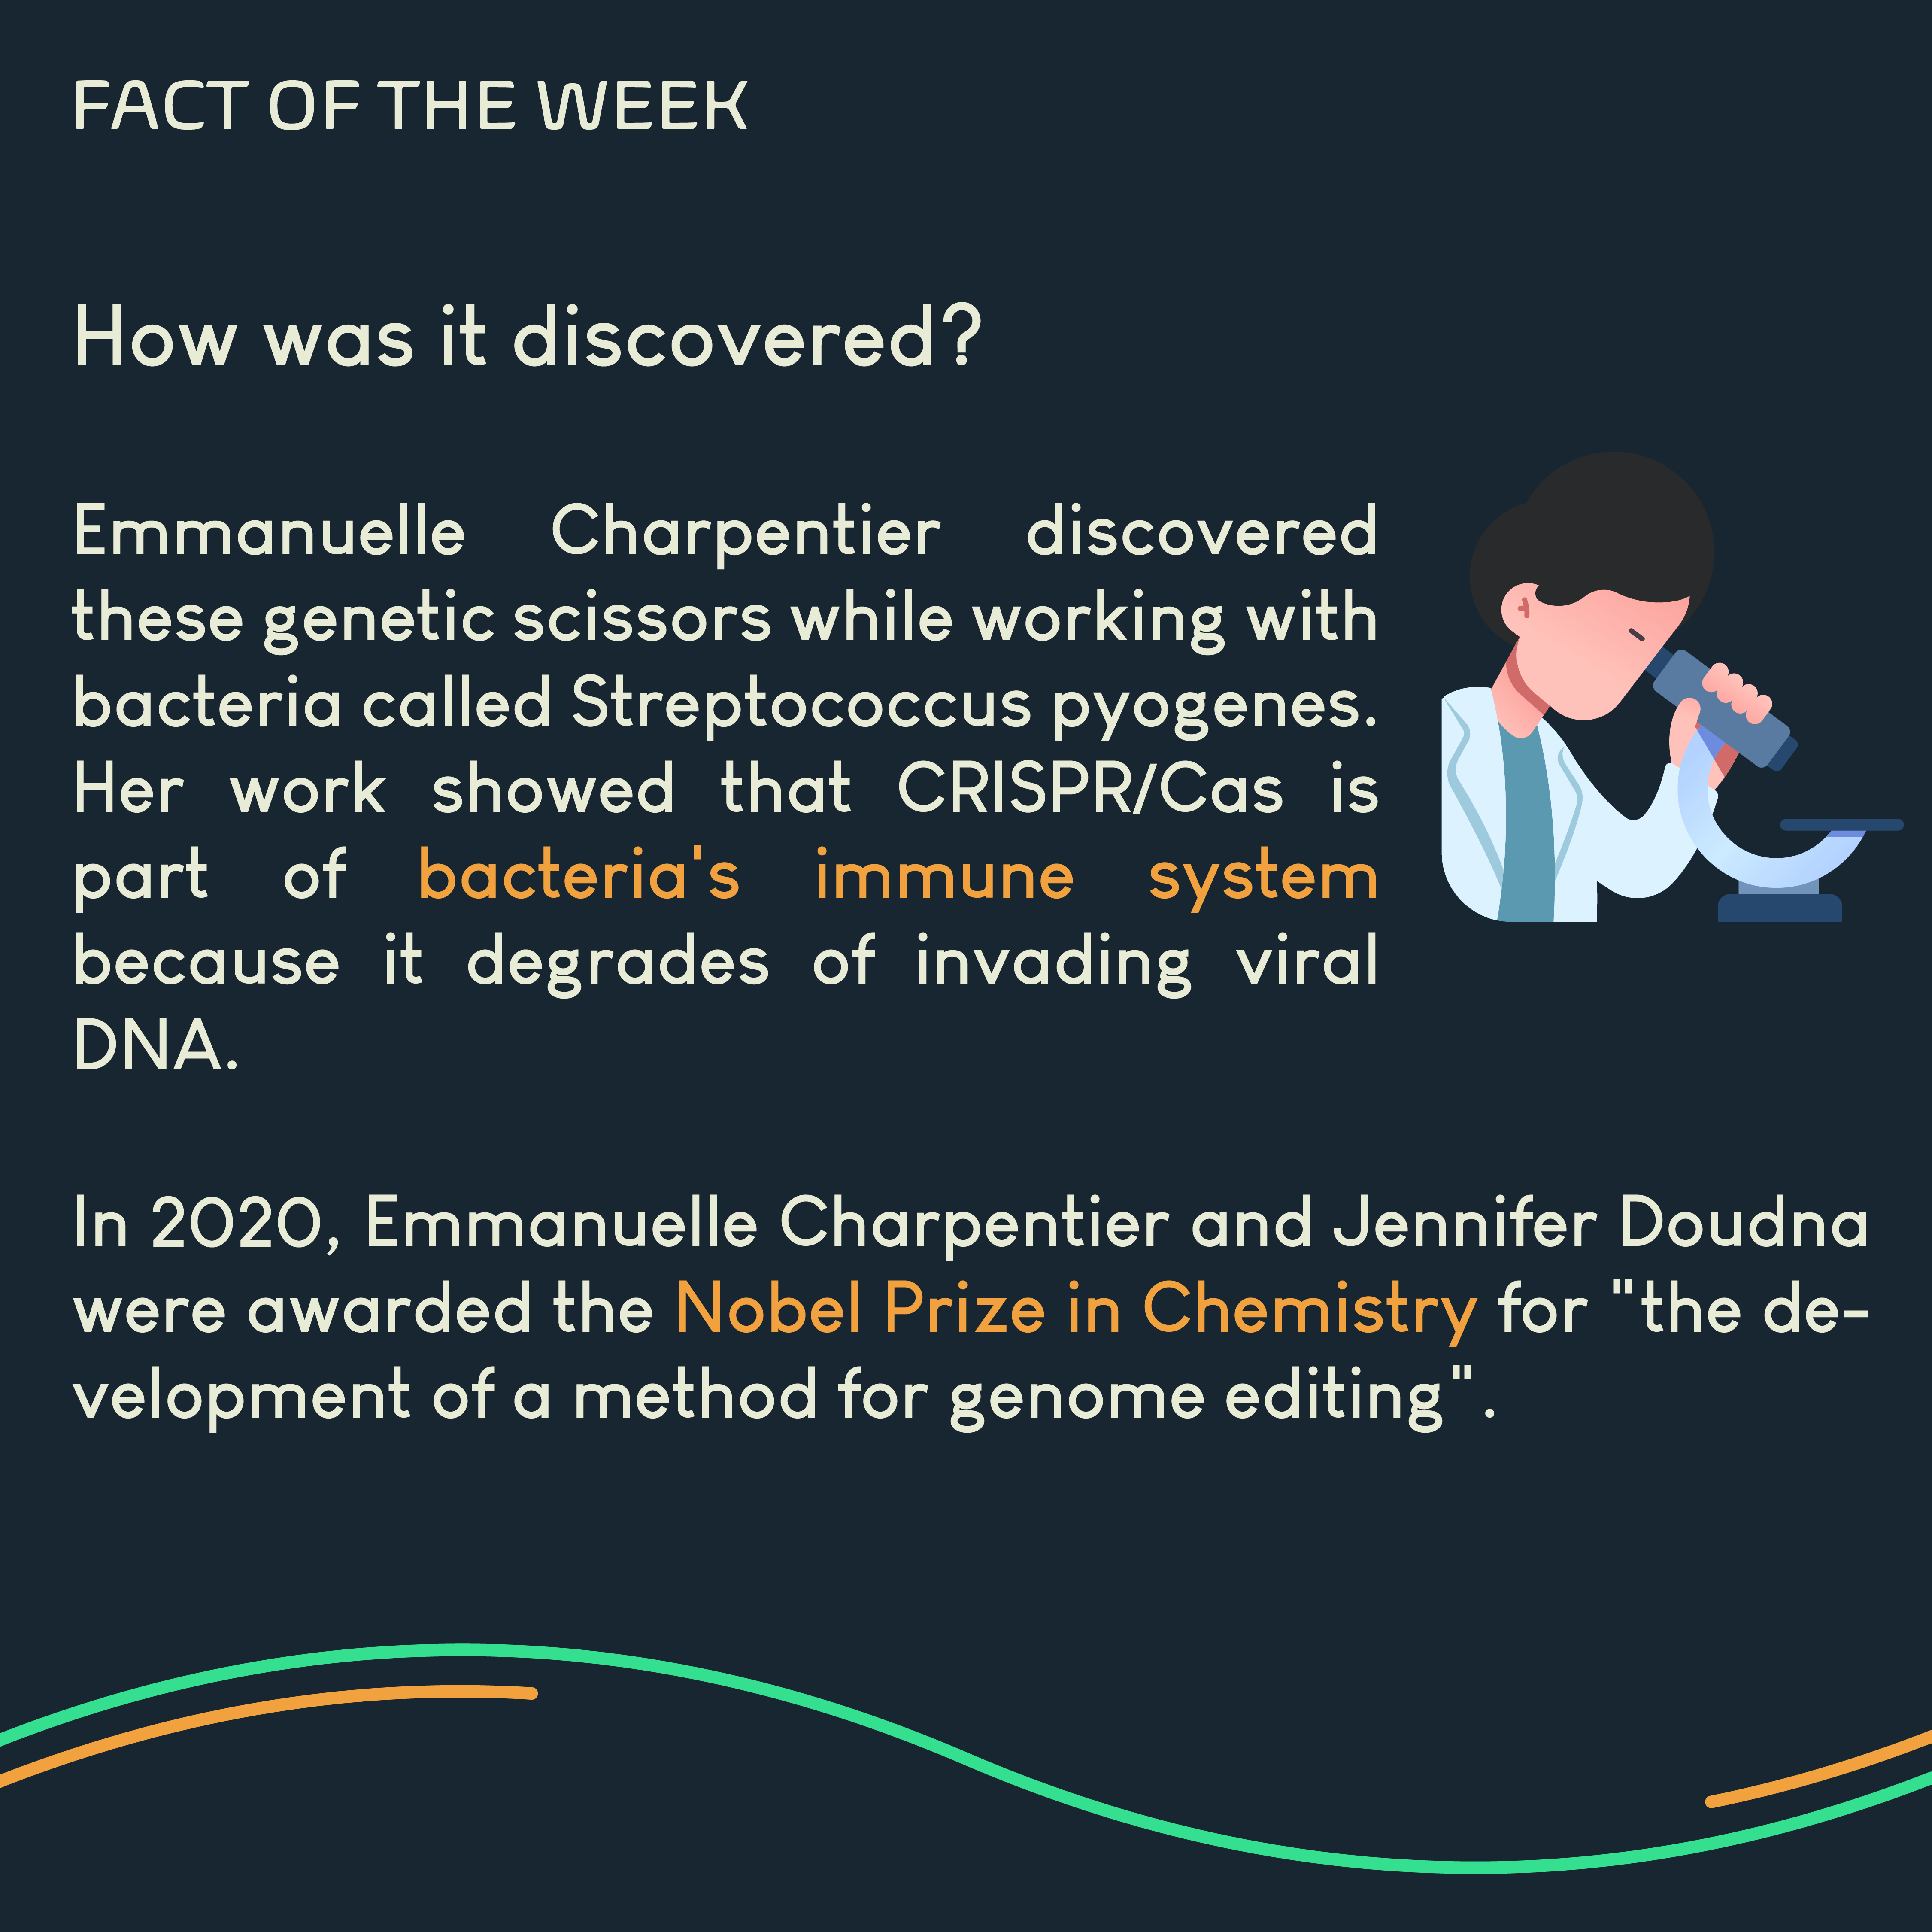 FACT OF THE WEEK
How was it discovered?
Emmanuelle Charpentier discovered
these genetic scissors while working with
bacteria called Streptococcus pyogenes.
Her work showed that CRISPR/Cas is
part of bacteria's immune system
because it degrades of invading viral
DNA.
In 2020, Emmanuelle Charpentier and Jennifer Doudna
were awarded the Nobel Prize in Chemistry for "the de-
velopment of a method for genome editing".